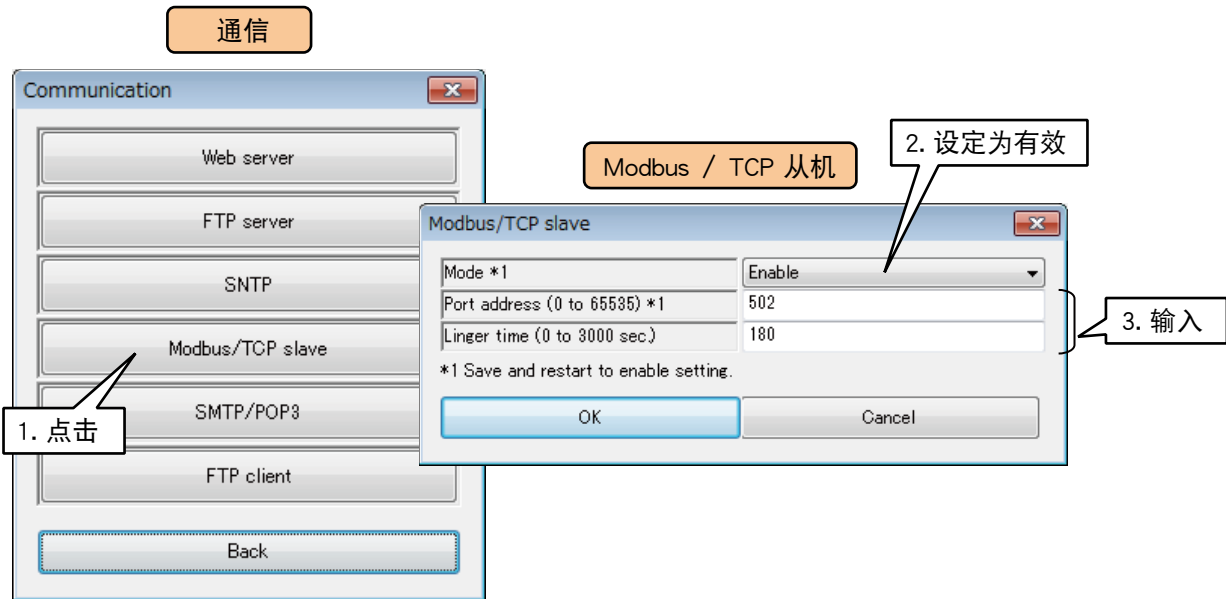 通信
Communication
Web server
FTP server
SNTP
Modbus/TCP slave
SMTP/POP3
FTP client
Back
1. 点击
Modbus / TCP 从机
2. 设定为有效
Modbus/TCP slave
Mode *1 Enable
Port address (0 to 65535) *1 502
Linger time (0 to 3000 sec.) 180
*1 Save and restart to enable setting.
OK Cancel
3. 输入